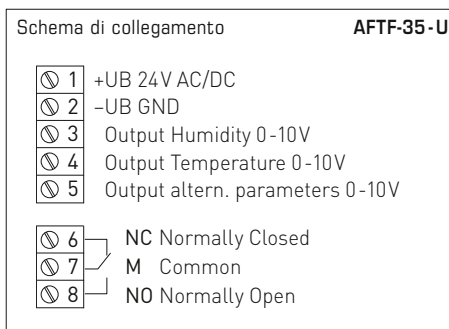 Schema di collegamento AFTF-35-U
1 +UB 24V AC/DC
2 –UB GND
3 Output Humidity 0-10V
4 Output Temperature 0-10V
5 Output altern. parameters 0-10V
6 NC Normally Closed
7 M Common
8 NO Normally Open